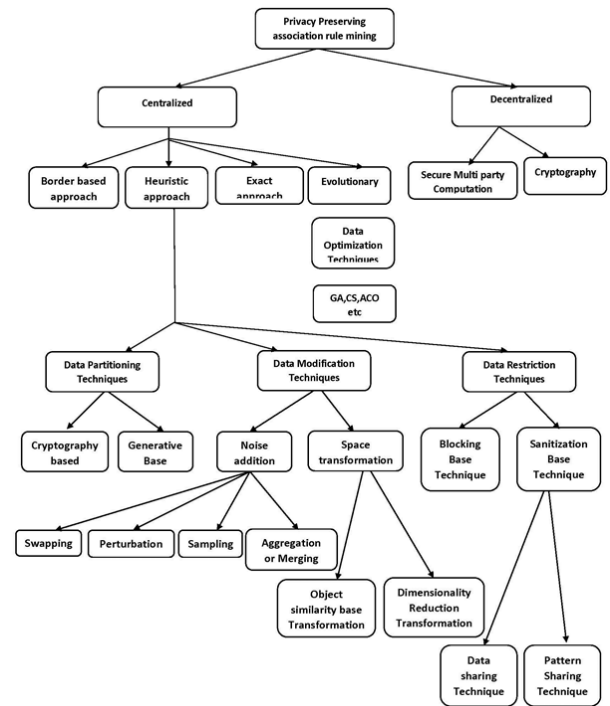 Privacy Preserving
association rule mining
Centralized
Decentralized
Border based
approach
Heuristic
approach
Exact
approach
Evolutionary
Secure Multi party
Computation
Cryptography
Data
Optimization
Techniques
GA,CS,ACO
etc
Data Partitioning
Techniques
Data Modification
Techniques
Data Restriction
Techniques
Cryptography
based
Generative
Base
Noise
addition
Space
transformation
Blocking
Base
Technique
Sanitization
Base
Technique
Swapping
Perturbation
Sampling
Aggregation
or Merging
Object
similarity base
Transformation
Dimensionality
Reduction
Transformation
Data
sharing
Technique
Pattern
Sharing
Technique